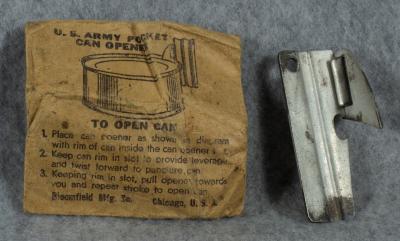 U. S. ARMY POCKET
CAN OPENE
TO OPEN CAN
1. Place can opener as shown in diagram
with rim of can inside the can opener s
2. Keep can rim in slot to provide leverage
and twist forward to puncture can
3. Keeping rim in slot, pull opener towards
you and repeat stroke to open can
Bloomfield Mfg. Co. Chicago, U. S. A